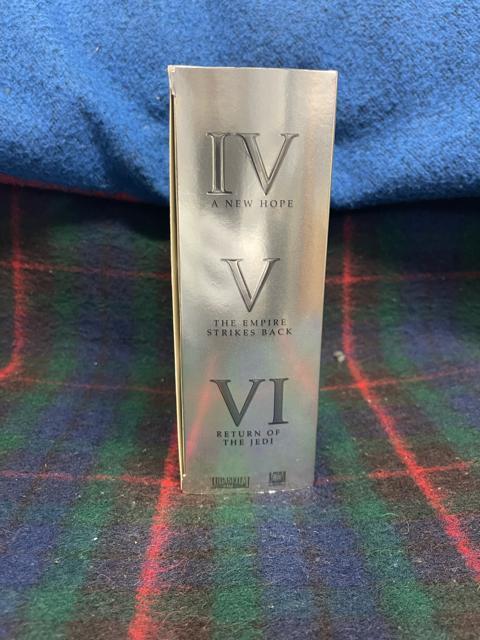 IV
A NEW HOPE
V
THE EMPIRE
STRIKES BACK
VI
RETURN OF
THE JEDI